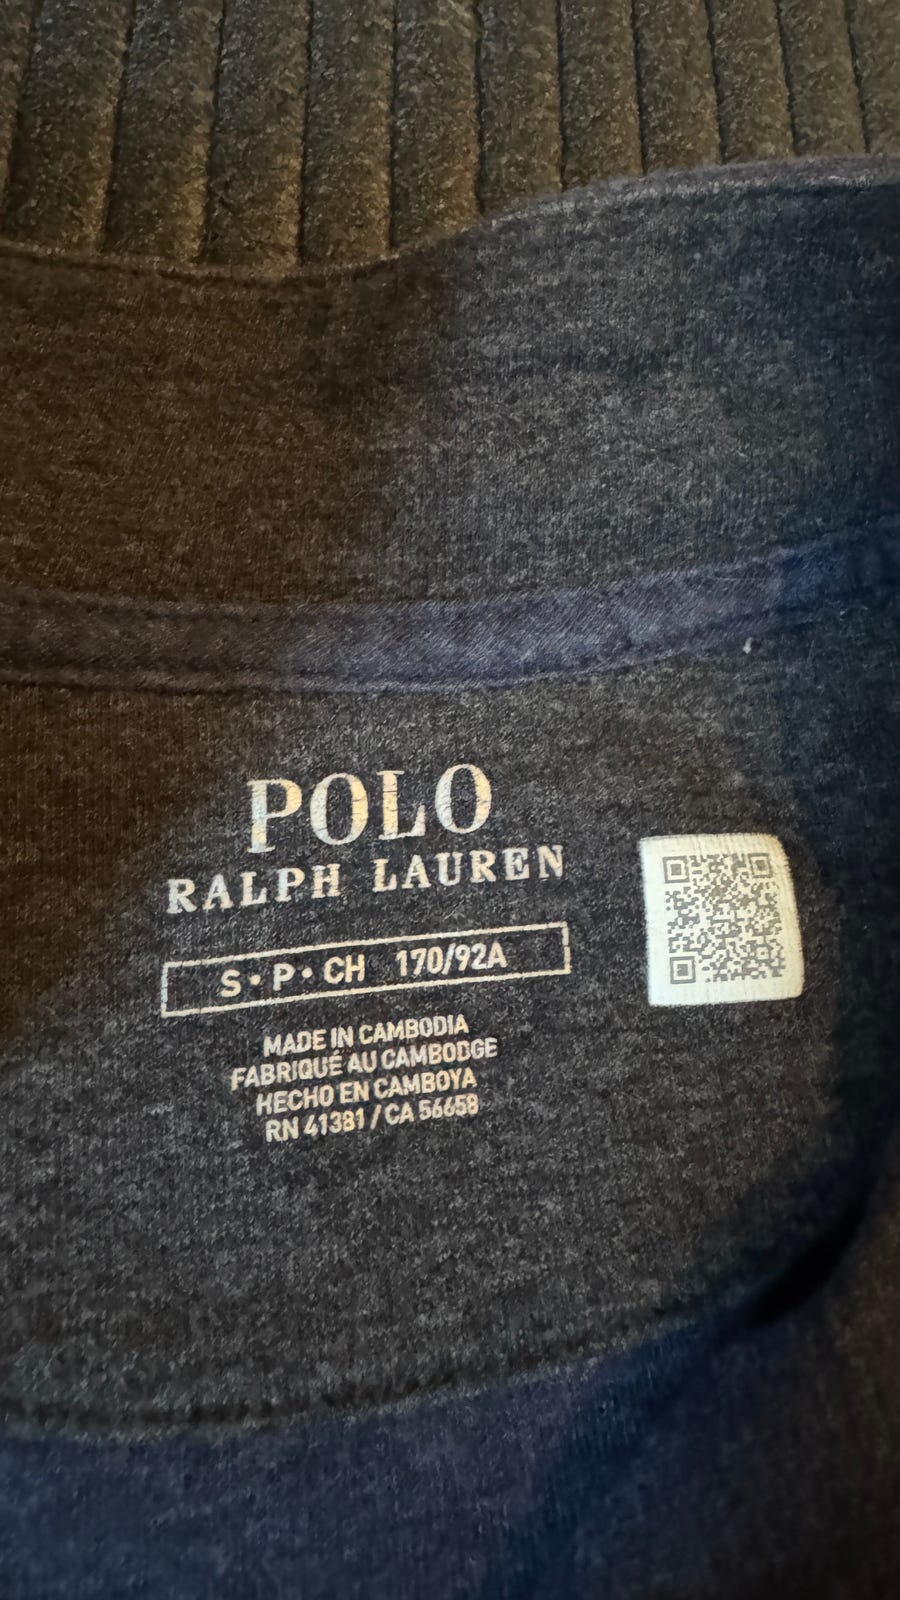 POLO
RALPH LAUREN
S • P • CH 170/92A
MADE IN CAMBODIA
FABRIQUÉ AU CAMBODGE
HECHO EN CAMBOYA
RN 41381 / CA 56658